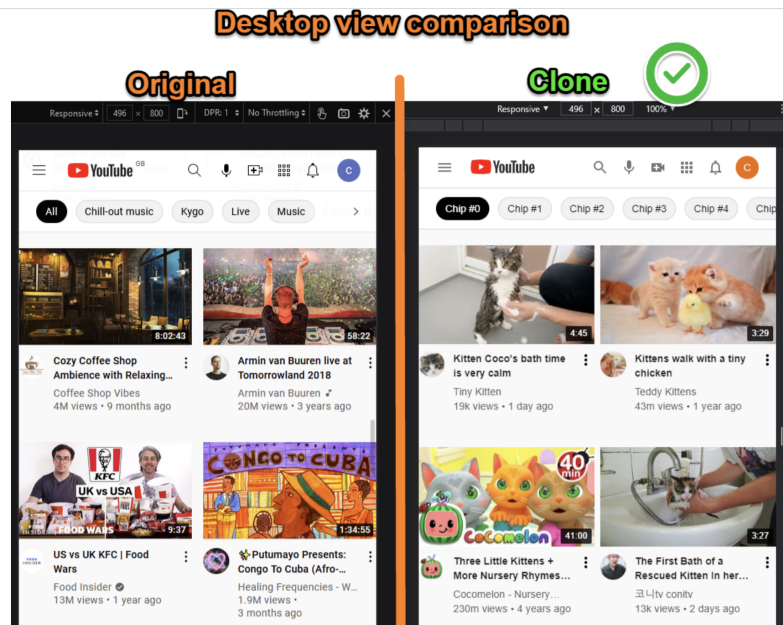 Desktop view comparison
Original
Clone
Responsive 496 × 800 DPR: 1 No Throttling
YouTube GB
C
All Chill-out music Kygo Live Music
8:02:43
58:22
Cozy Coffee Shop
Ambience with Relaxing...
Coffee Shop Vibes
4M views • 9 months ago
Armin van Buuren live at
Tomorrowland 2018
Armin van Buuren
20M views • 3 years ago
KFC
UK vs USA
FOOD WARS
9:37
PUTUMAYO PRESENTS
CONGO TO CUBA
1:34:55
US vs UK KFC | Food
Wars
Food Insider
13M views • 1 year ago
Putumayo Presents:
Congo To Cuba (Afro-...
Healing Frequencies - W...
1.9M views •
3 months ago
Responsive 496 × 800 100%
YouTube
C
Chip #0 Chip #1 Chip #2 Chip #3 Chip #4 Chip
4:45
3:29
Kitten Coco's bath time
is very calm
Tiny Kitten
19k views • 1 day ago
Kittens walk with a tiny
chicken
Teddy Kittens
43m views • 1 year ago
40
min
CoComelon
41:00
3:27
Three Little Kittens +
More Nursery Rhymes...
Cocomelon - Nursery...
230m views • 4 years ago
The First Bath of a
Rescued Kitten in her...
코니tv conitv
13k views • 2 days ago